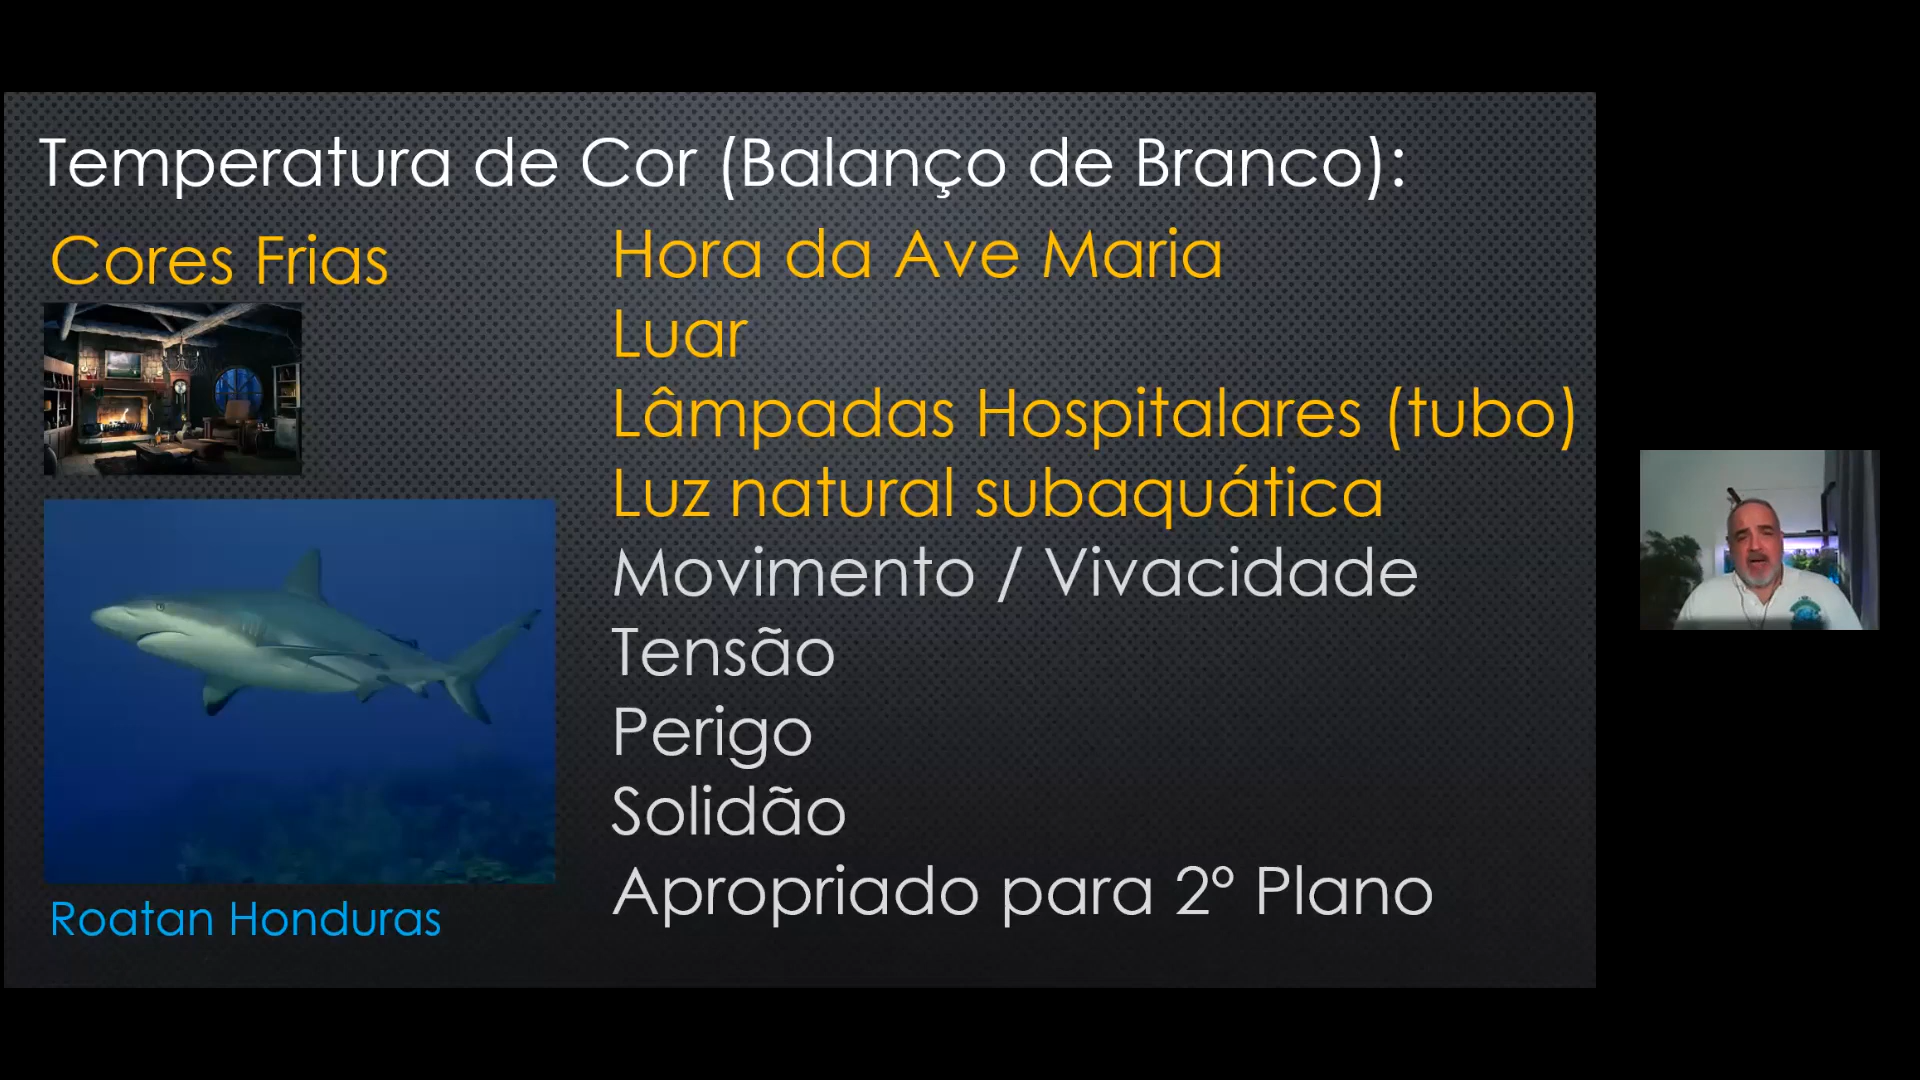 Temperatura de Cor (Balanço de Branco):
Cores Frias
Hora da Ave Maria
Luar
Lâmpadas Hospitalares (tubo)
Luz natural subaquática
Movimento / Vivacidade
Tensão
Perigo
Solidão
Apropriado para 2º Plano
Roatan Honduras